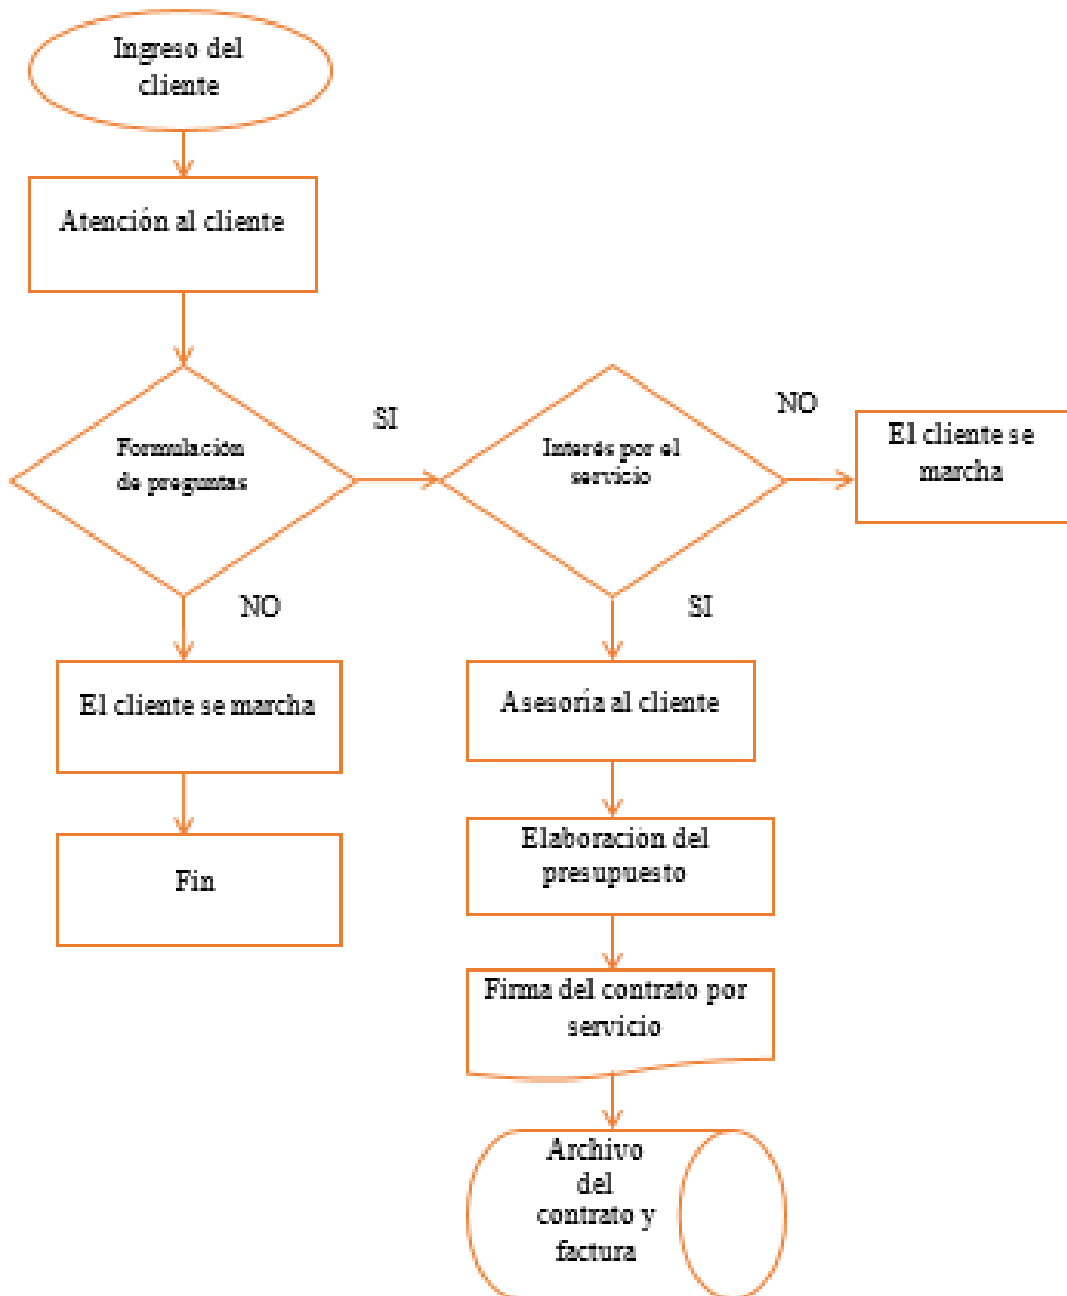 Ingreso del
cliente
Atención al cliente
Formulación
de preguntas
SI
Interés por el
servicio
NO
El cliente se
marcha
NO
El cliente se marcha
Fin
SI
Asesoría al cliente
Elaboración del
presupuesto
Firma del contrato por
servicio
Archivo
del
contrato y
factura